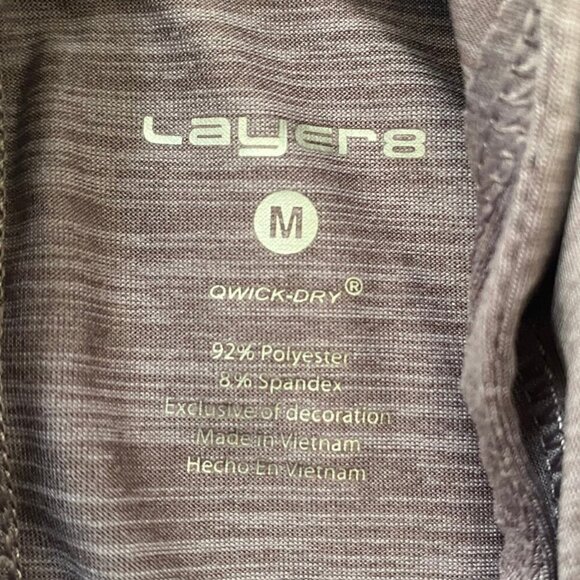 Layer8
M
QWICK-DRY®
92% Polyester
8% Spandex
Exclusive of decoration
Made in Vietnam
Hecho En Vietnam